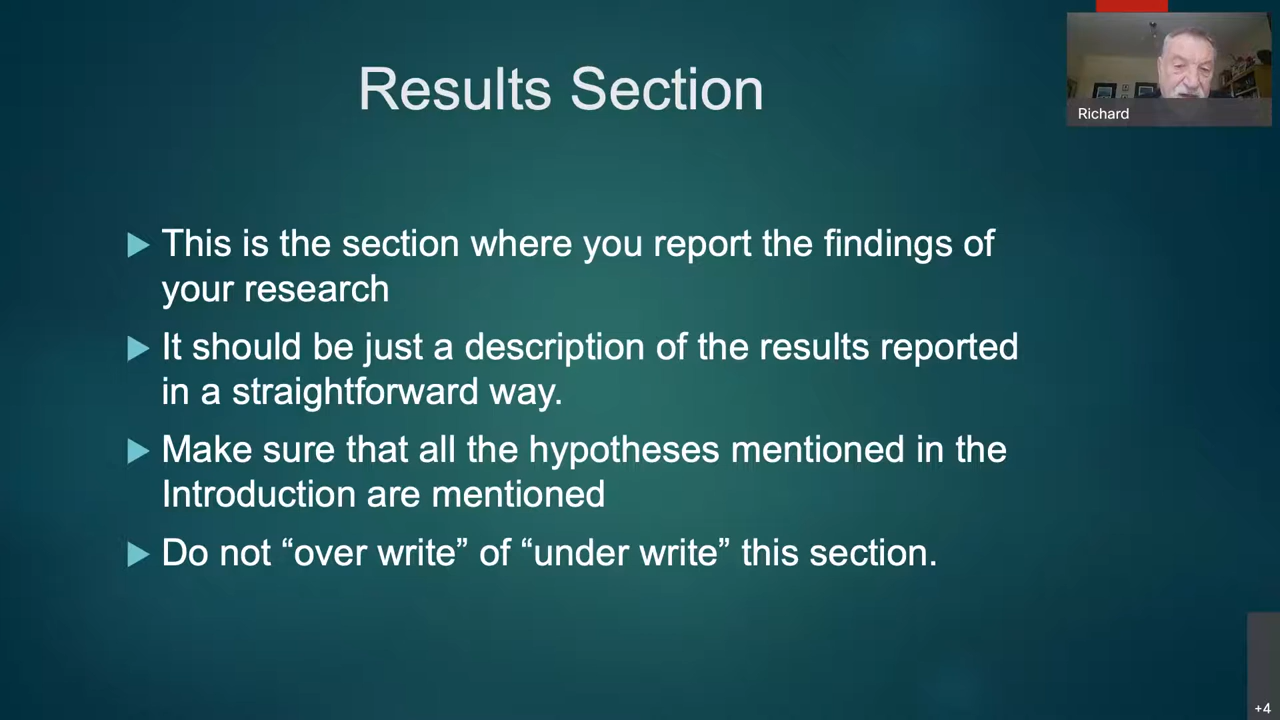 Results Section
Richard
This is the section where you report the findings of
your research
It should be just a description of the results reported
in a straightforward way.
Make sure that all the hypotheses mentioned in the
Introduction are mentioned
Do not “over write” of “under write” this section.
+4